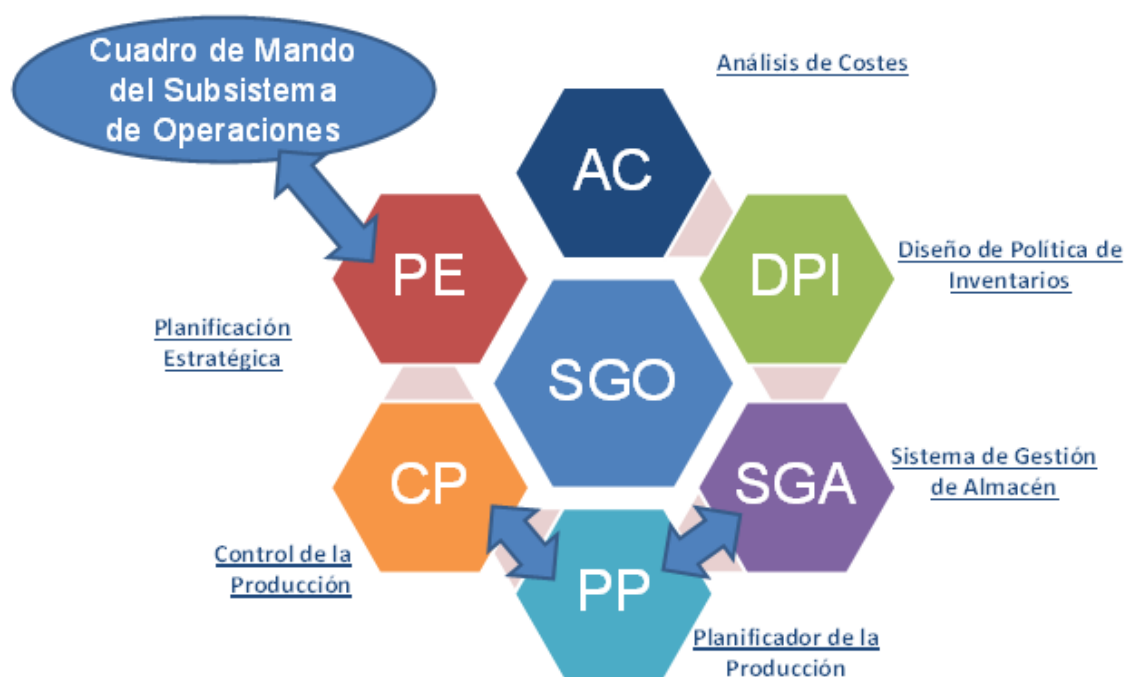 Cuadro de Mando
del Subsistema
de Operaciones
Análisis de Costes
AC
PE
DPI
Diseño de Política de
Inventarios
Planificación
Estratégica
SGO
CP
SGA
Sistema de Gestión
de Almacén
Control de la
Producción
PP
Planificador de la
Producción